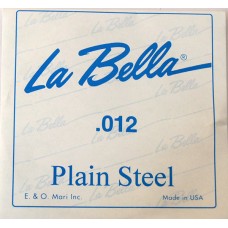 La Bella®
.012
Plain Steel
E. & O. Mari Inc.
Made in USA